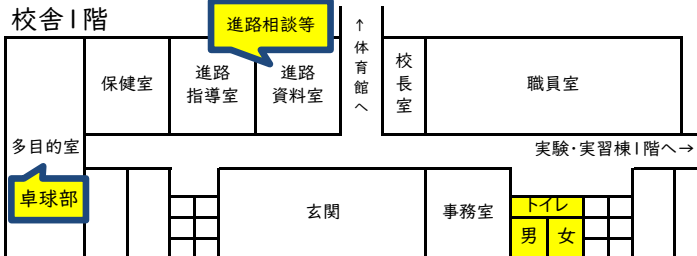 校舎1階
進路相談等
↑体育館へ
保健室
進路
指導室
進路
資料室
校長室
職員室
多目的室
実験・実習棟1階へ→
卓球部
玄関
事務室
トイレ
男
女